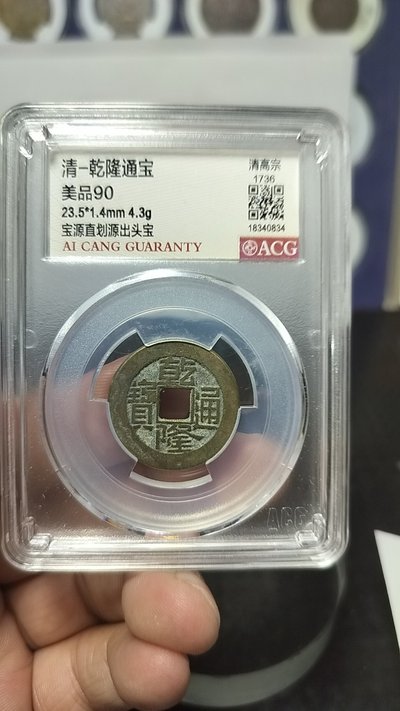 清-乾隆通宝
美品90
23.5*1.4mm 4.3g
宝源直划源出头宝
AI CANG GUARANTY
清高宗
1736
18340834
ACG
乾
寶 通
隆
ACG